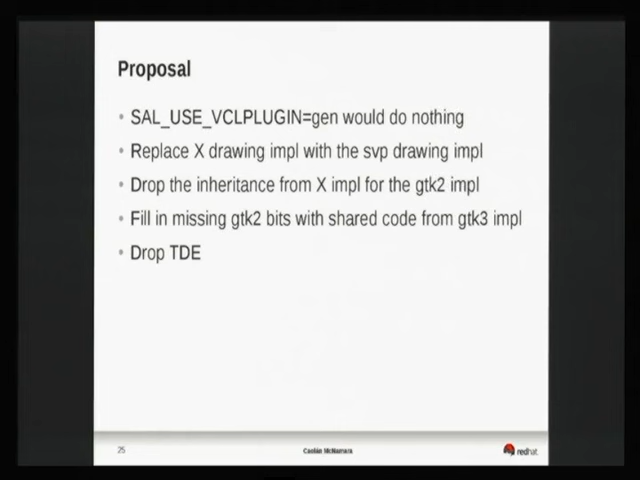 Proposal
SAL_USE_VCLPLUGIN=gen would do nothing
Replace X drawing impl with the svp drawing impl
Drop the inheritance from X impl for the gtk2 impl
Fill in missing gtk2 bits with shared code from gtk3 impl
Drop TDE
25 Caolán McNamara redhat